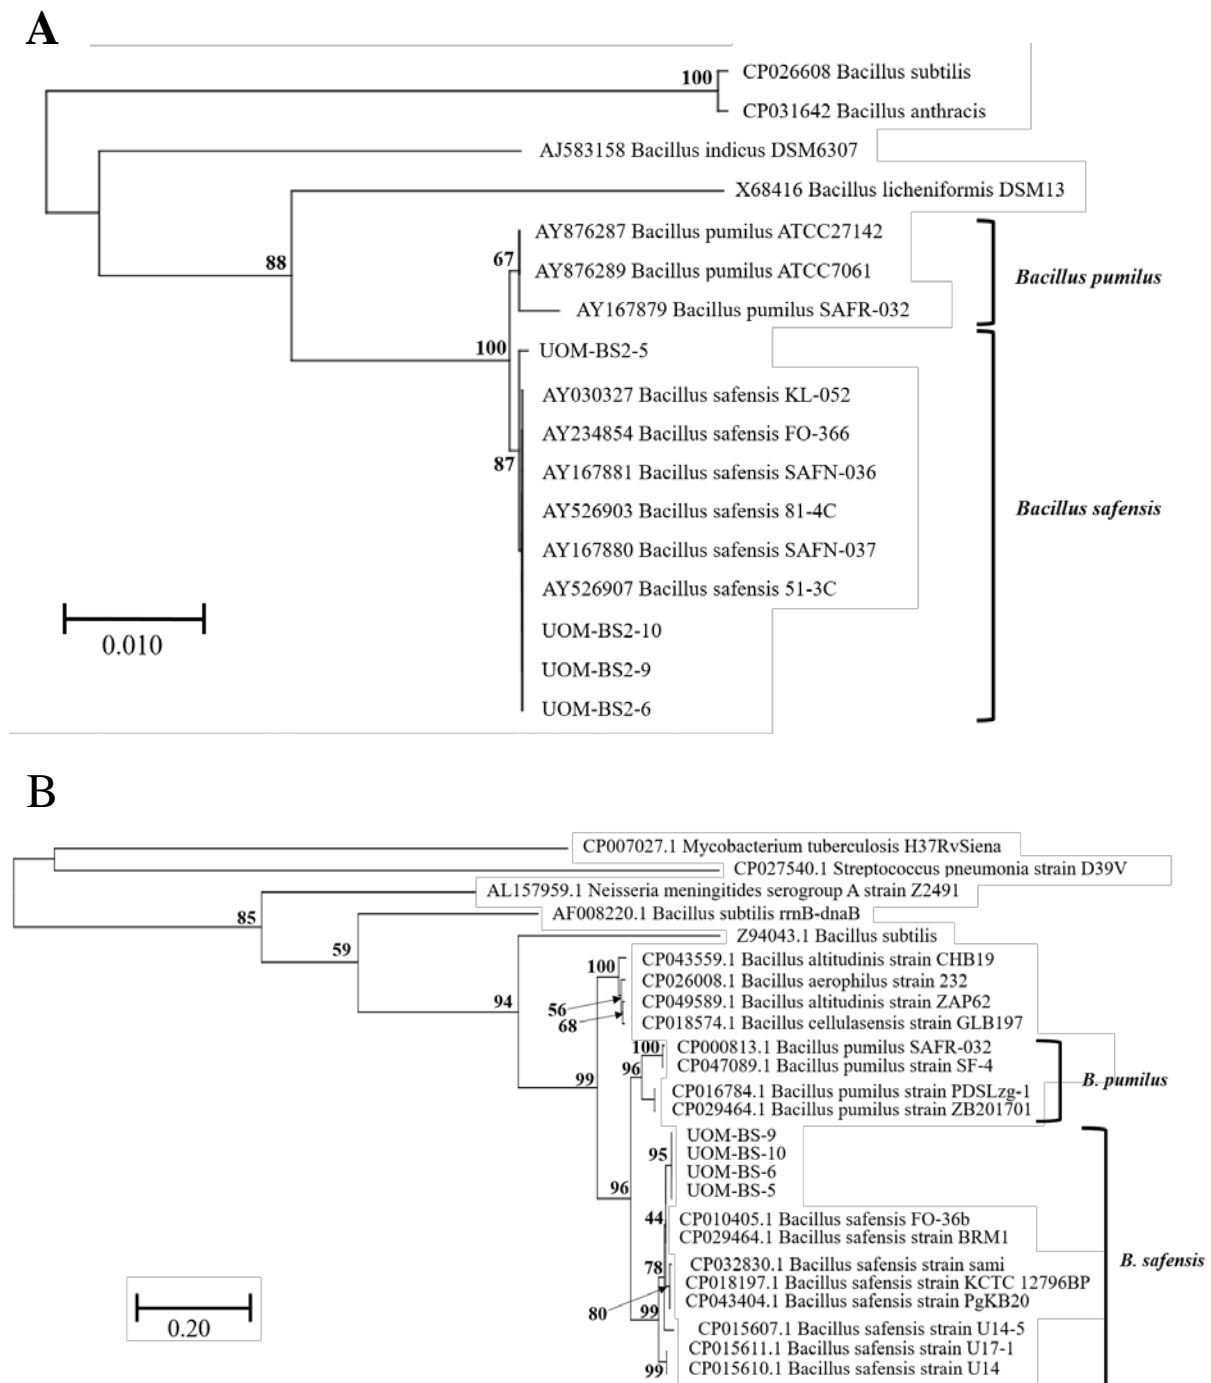 A
100
CP026608 Bacillus subtilis
CP031642 Bacillus anthracis
AJ583158 Bacillus indicus DSM6307
X68416 Bacillus licheniformis DSM13
88
67
AY876287 Bacillus pumilus ATCC27142
AY876289 Bacillus pumilus ATCC7061
AY167879 Bacillus pumilus SAFR-032
Bacillus pumilus
100
UOM-BS2-5
AY030327 Bacillus safensis KL-052
AY234854 Bacillus safensis FO-366
87
AY167881 Bacillus safensis SAFN-036
AY526903 Bacillus safensis 81-4C
AY167880 Bacillus safensis SAFN-037
AY526907 Bacillus safensis 51-3C
UOM-BS2-10
UOM-BS2-9
UOM-BS2-6
Bacillus safensis
0.010
B
CP007027.1 Mycobacterium tuberculosis H37RvSiena
CP027540.1 Streptococcus pneumonia strain D39V
AL157959.1 Neisseria meningitides serogroup A strain Z2491
85
AF008220.1 Bacillus subtilis rrnB-dnaB
59
Z94043.1 Bacillus subtilis
94
CP043559.1 Bacillus altitudinis strain CHB19
100
CP026008.1 Bacillus aerophilus strain 232
CP049589.1 Bacillus altitudinis strain ZAP62
56
CP018574.1 Bacillus cellulasensis strain GLB197
68
100
CP000813.1 Bacillus pumilus SAFR-032
CP047089.1 Bacillus pumilus strain SF-4
96
99
CP016784.1 Bacillus pumilus strain PDSLzg-1
CP029464.1 Bacillus pumilus strain ZB201701
B. pumilus
UOM-BS-9
95
UOM-BS-10
UOM-BS-6
UOM-BS-5
96
44
CP010405.1 Bacillus safensis FO-36b
CP029464.1 Bacillus safensis strain BRM1
78
CP032830.1 Bacillus safensis strain sami
CP018197.1 Bacillus safensis strain KCTC 12796BP
CP043404.1 Bacillus safensis strain PgKB20
80
99
CP015607.1 Bacillus safensis strain U14-5
CP015611.1 Bacillus safensis strain U17-1
CP015610.1 Bacillus safensis strain U14
99
B. safensis
0.20